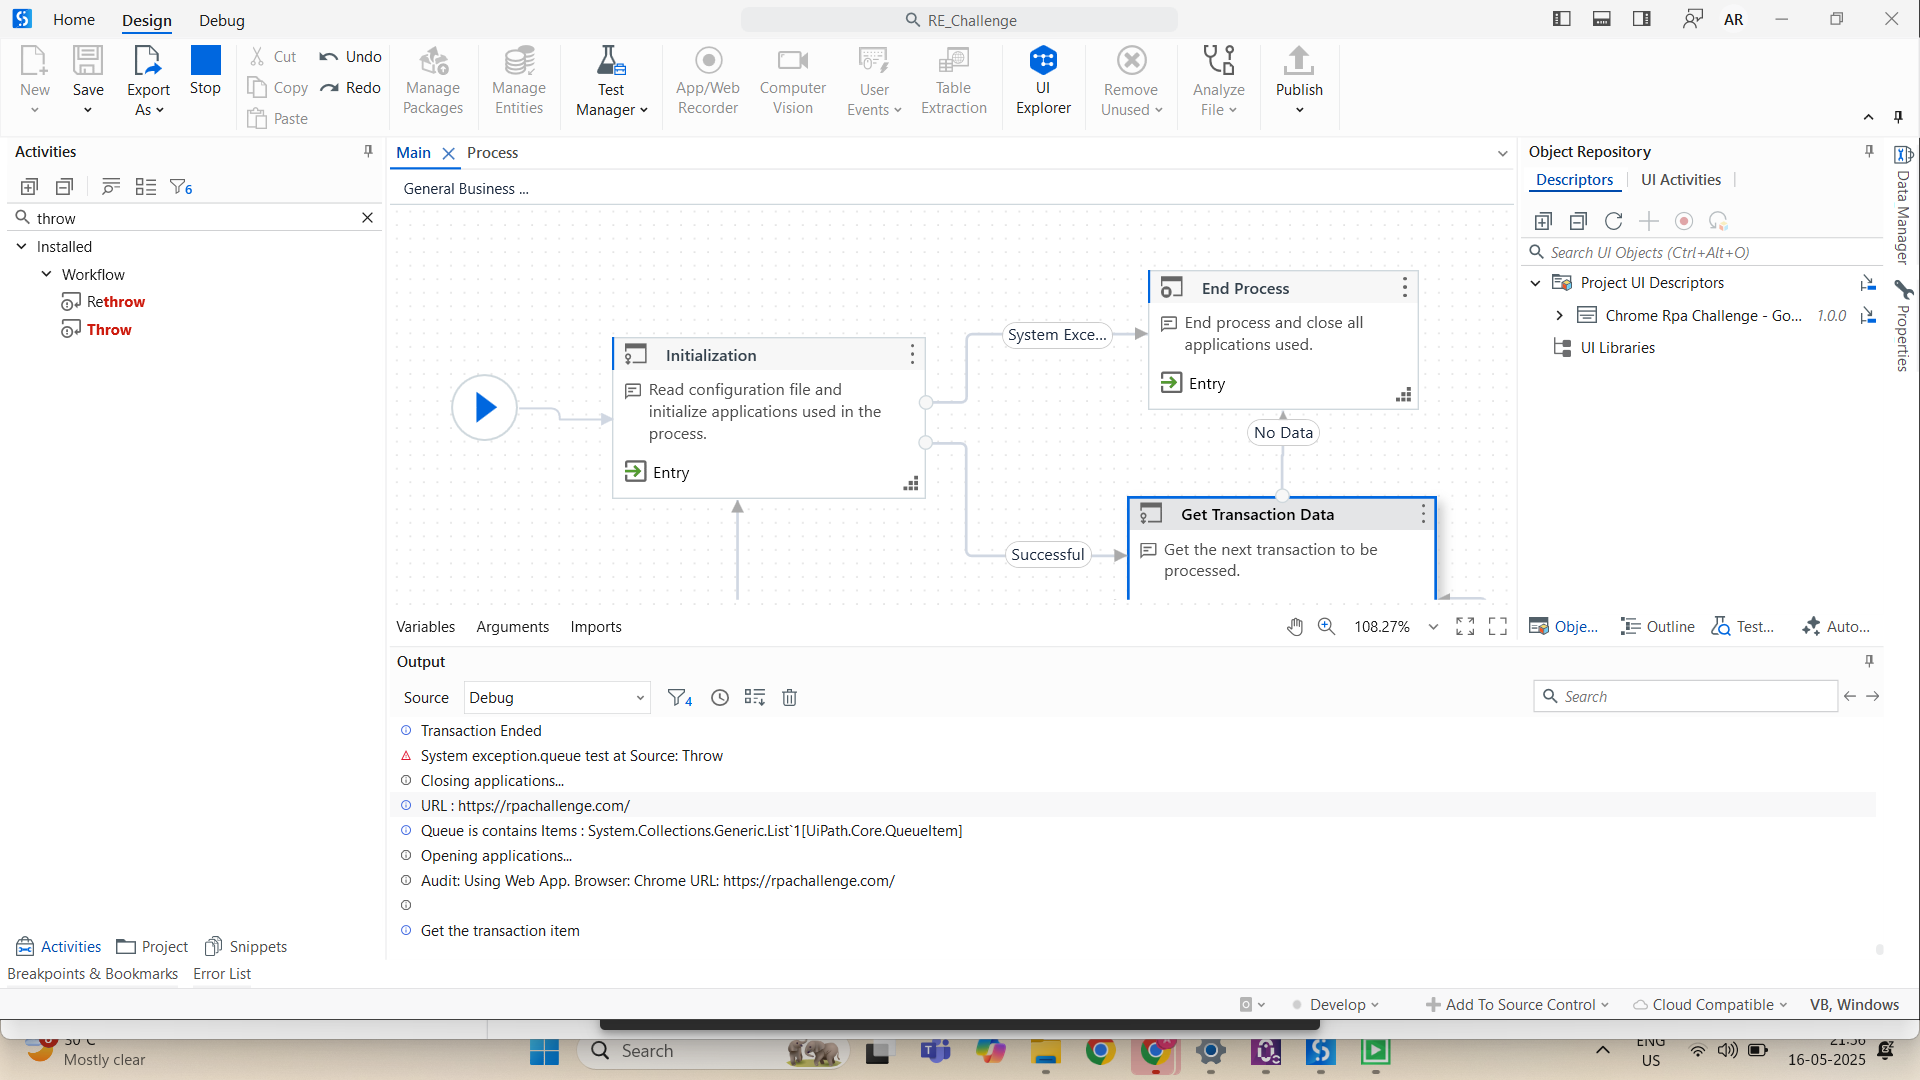 Home
Design
Debug
RE_Challenge
AR
New
Save
Export As
Stop
Cut
Copy
Paste
Undo
Redo
Manage Packages
Manage Entities
Test Manager
App/Web Recorder
Computer Vision
User Events
Table Extraction
UI Explorer
Remove Unused
Analyze File
Publish
Activities
6
throw
Installed
Workflow
Rethrow
Throw
Main
Process
General Business ...
Initialization
Read configuration file and
initialize applications used in the
process.
Entry
System Exce...
End Process
End process and close all
applications used.
Entry
No Data
Successful
Get Transaction Data
Get the next transaction to be
processed.
Variables
Arguments
Imports
108.27%
Object Repository
Descriptors
UI Activities
Search UI Objects (Ctrl+Alt+O)
Project UI Descriptors
Chrome Rpa Challenge - Go... 1.0.0
UI Libraries
Data Manager
Properties
Obje...
Outline
Test...
Auto...
Output
Source
Debug
4
Search
Transaction Ended
System exception.queue test at Source: Throw
Closing applications...
URL : https://rpachallenge.com/
Queue is contains Items : System.Collections.Generic.List`1[UiPath.Core.QueueItem]
Opening applications...
Audit: Using Web App. Browser: Chrome URL: https://rpachallenge.com/
Get the transaction item
Activities
Project
Snippets
Breakpoints & Bookmarks
Error List
Develop
Add To Source Control
Cloud Compatible
VB, Windows
30°C
Mostly clear
Search
ENG
US
21:36
16-05-2025